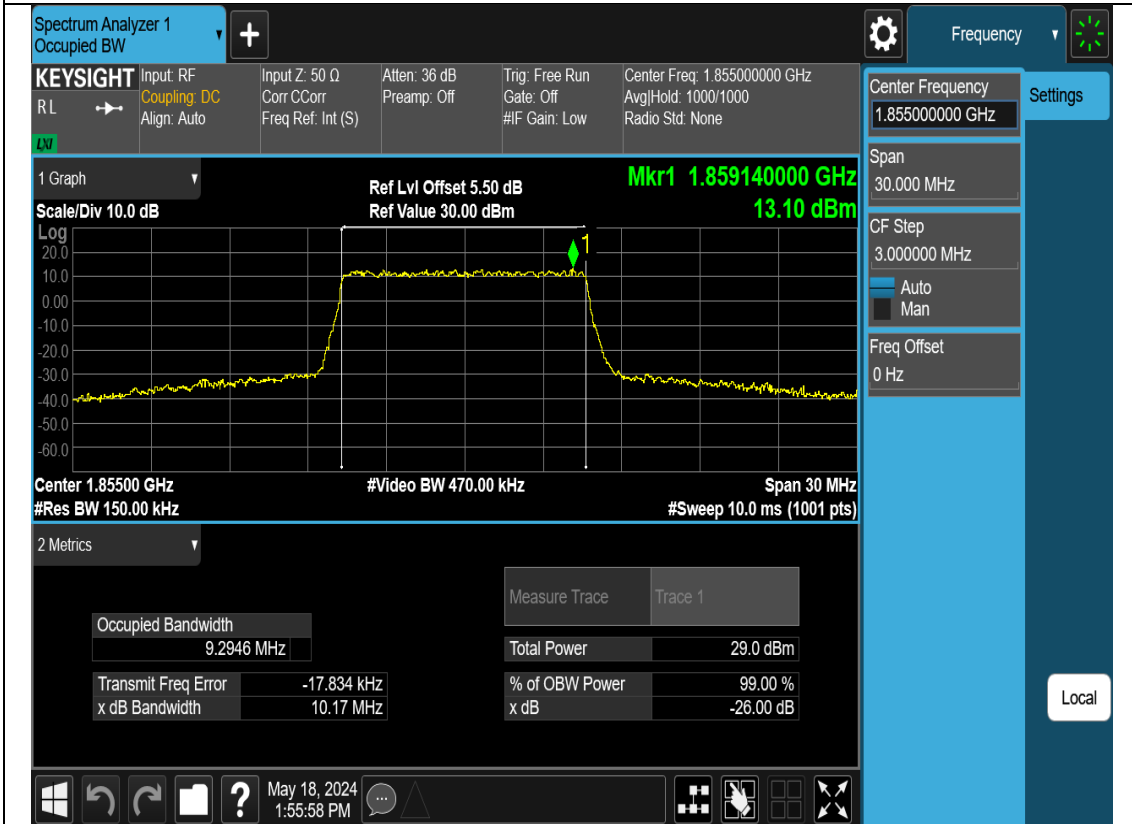 Spectrum Analyzer 1
Occupied BW
+
Frequency
KEYSIGHT
RL
LXI
Input: RF
Coupling: DC
Align: Auto
Input Z: 50 Ω
Corr CCorr
Freq Ref: Int (S)
Atten: 36 dB
Preamp: Off
Trig: Free Run
Gate: Off
#IF Gain: Low
Center Freq: 1.855000000 GHz
Avg|Hold: 1000/1000
Radio Std: None
Center Frequency
1.855000000 GHz
Settings
Span
30.000 MHz
CF Step
3.000000 MHz
Auto
Man
Freq Offset
0 Hz
Local
1 Graph
Scale/Div 10.0 dB
Ref Lvl Offset 5.50 dB
Ref Value 30.00 dBm
Mkr1 1.859140000 GHz
13.10 dBm
Log
20.0
10.0
0.00
-10.0
-20.0
-30.0
-40.0
-50.0
-60.0
1
Center 1.85500 GHz
#Res BW 150.00 kHz
#Video BW 470.00 kHz
Span 30 MHz
#Sweep 10.0 ms (1001 pts)
2 Metrics
Measure Trace Trace 1
Occupied Bandwidth
9.2946 MHz
Total Power 29.0 dBm
Transmit Freq Error -17.834 kHz
% of OBW Power 99.00 %
x dB Bandwidth 10.17 MHz
x dB -26.00 dB
?
May 18, 2024
1:55:58 PM